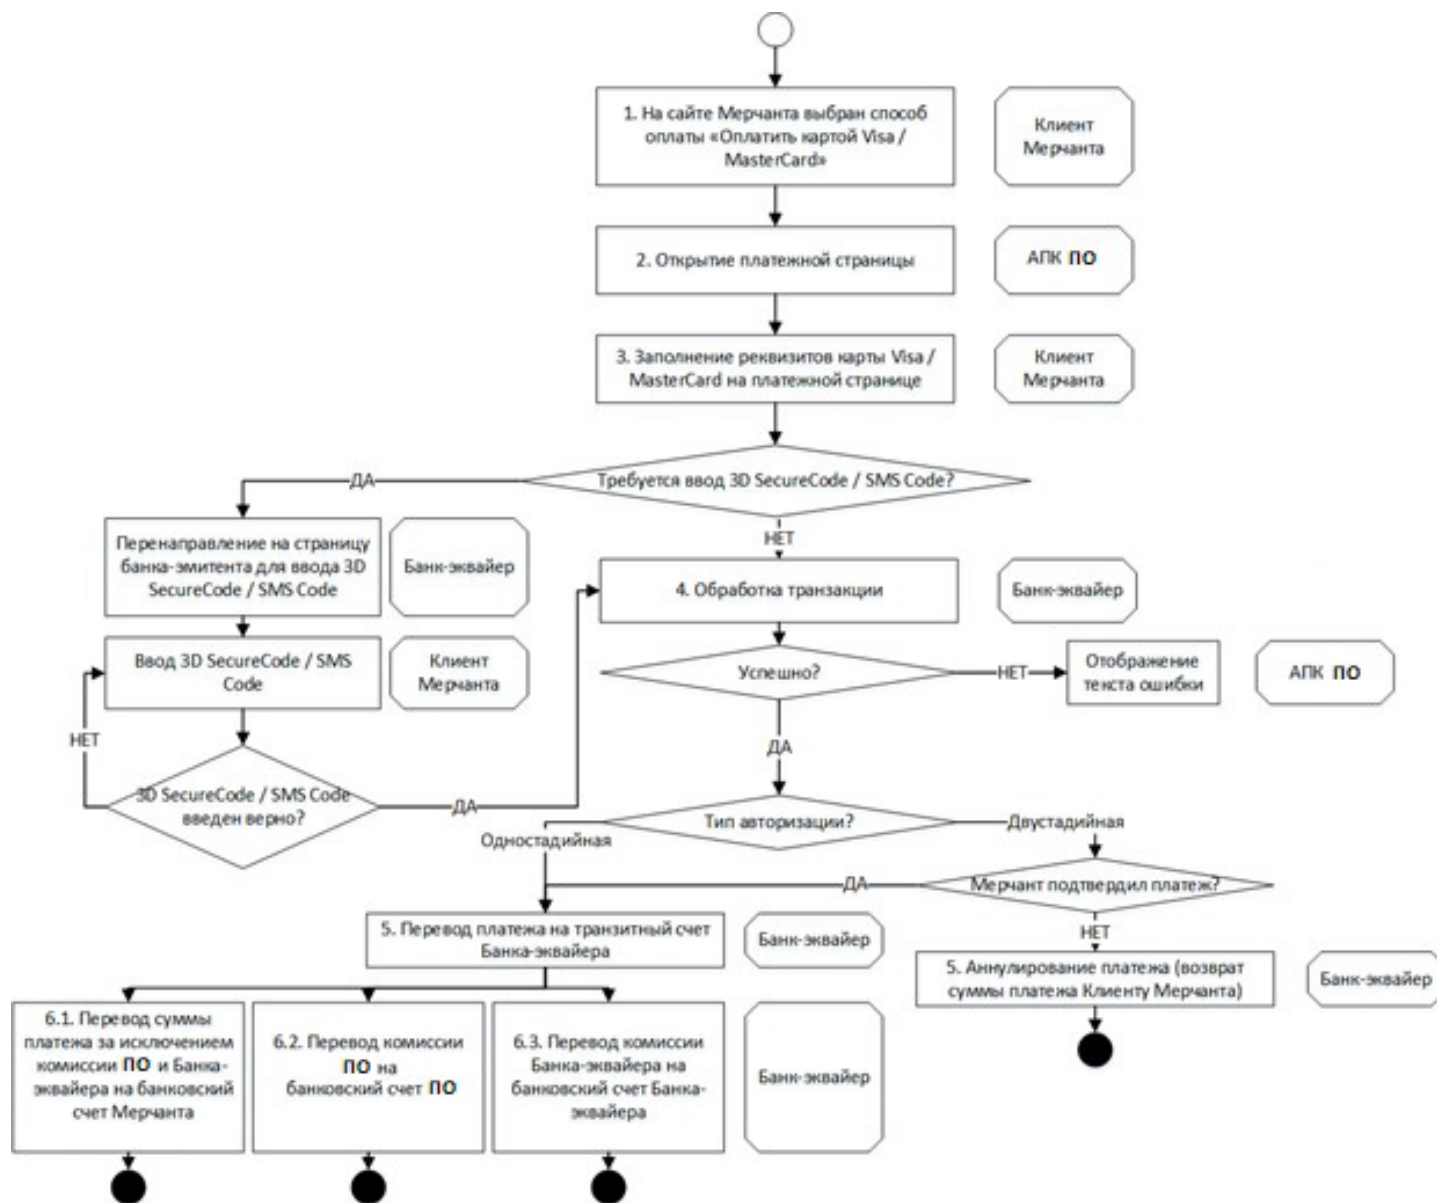 1. На сайте Мерчанта выбран способ
оплаты «Оплатить картой Visa /
MasterCard»
Клиент
Мерчанта
2. Открытие платежной страницы
АПК ПО
3. Заполнение реквизитов карты Visa /
MasterCard на платежной странице
Клиент
Мерчанта
Требуется ввод 3D SecureCode / SMS Code?
ДА
НЕТ
Перенаправление на страницу
банка-эмитента для ввода 3D
SecureCode / SMS Code
Банк-эквайер
4. Обработка транзакции
Банк-эквайер
Ввод 3D SecureCode / SMS
Code
Клиент
Мерчанта
Успешно?
НЕТ
Отображение
текста ошибки
АПК ПО
НЕТ
ДА
3D SecureCode / SMS Code
введен верно?
ДА
Тип авторизации?
Одностадийная
Двустадийная
Мерчант подтвердил платеж?
ДА
НЕТ
5. Перевод платежа на транзитный счет
Банка-эквайера
Банк-эквайер
5. Аннулирование платежа (возврат
суммы платежа Клиенту Мерчанта)
Банк-эквайер
6.1. Перевод суммы
платежа за исключением
комиссии ПО и Банка-
эквайера на банковский
счет Мерчанта
6.2. Перевод комиссии
ПО на
банковский счет ПО
6.3. Перевод комиссии
Банка-эквайера на
банковский счет Банка-
эквайера
Банк-эквайер